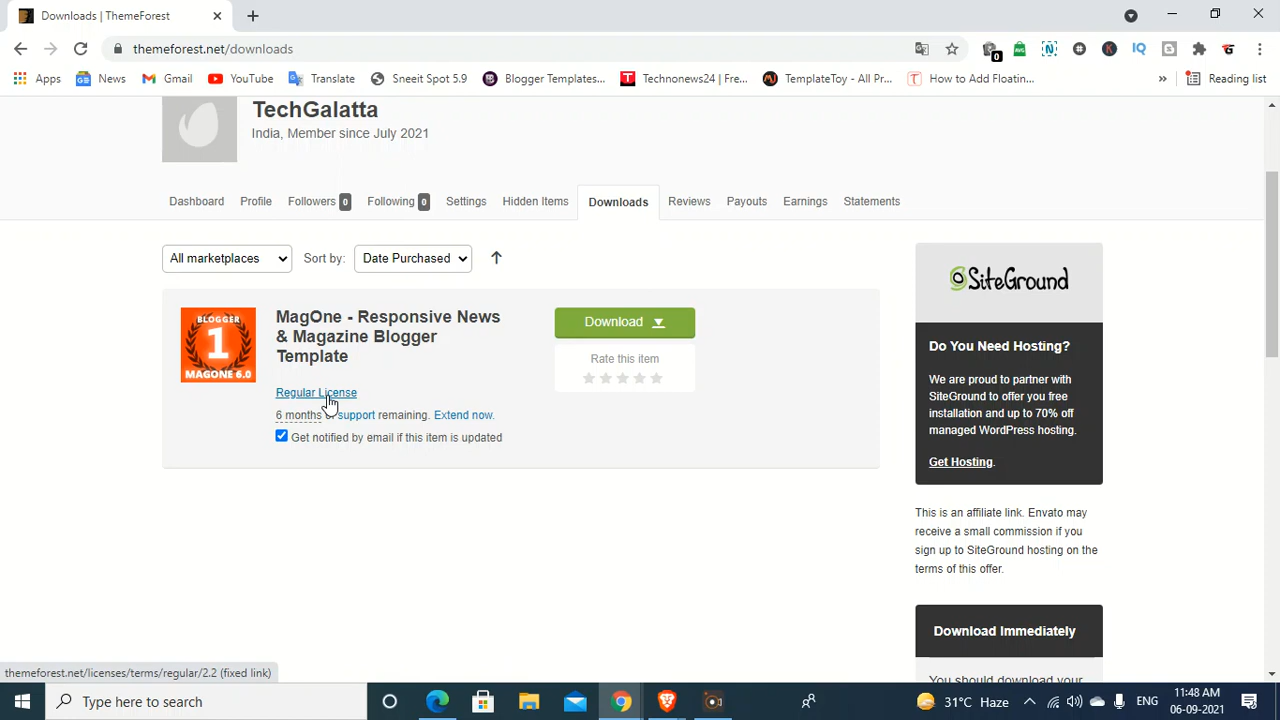 Downloads | ThemeForest
themeforest.net/downloads
0
IQ
Apps
News
Gmail
YouTube
Translate
Sneeit Spot 5.9
Blogger Templates...
Technonews24 | Fre...
TemplateToy - All Pr...
How to Add Floatin...
»
Reading list
TechGalatta
India, Member since July 2021
Dashboard
Profile
Followers 0
Following 0
Settings
Hidden Items
Downloads
Reviews
Payouts
Earnings
Statements
All marketplaces
Sort by:
Date Purchased
BLOGGER
1
MAGONE 6.0
MagOne - Responsive News
& Magazine Blogger
Template
Regular License
6 months of support remaining. Extend now.
Get notified by email if this item is updated
Download
Rate this item
SiteGround
Do You Need Hosting?
We are proud to partner with
SiteGround to offer you free
installation and up to 70% off
managed WordPress hosting.
Get Hosting.
This is an affiliate link. Envato may
receive a small commission if you
sign up to SiteGround hosting on the
terms of this offer.
Download Immediately
You should download your
themeforest.net/licenses/terms/regular/2.2 (fixed link)
Type here to search
31°C Haze
ENG
11:48 AM
06-09-2021